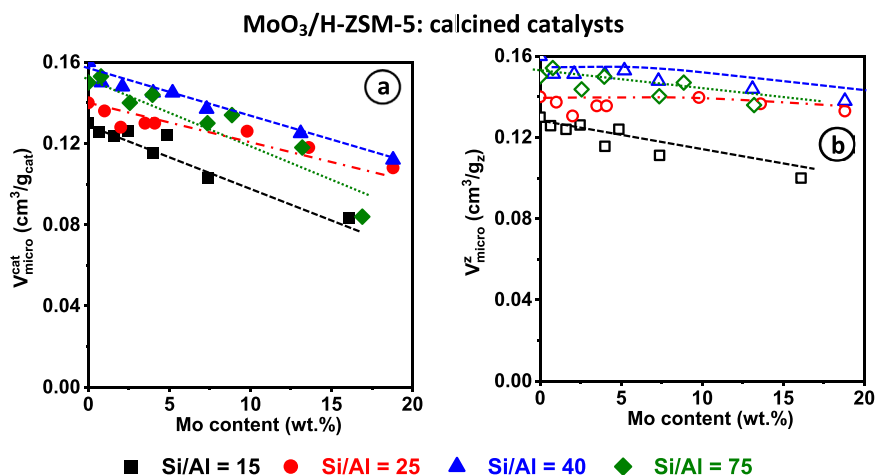 MoO3/H-ZSM-5: calcined catalysts
a
V cat micro (cm3/gcat)
0.16
0.12
0.08
0.04
0.00
0 5 10 15 20
Mo content (wt.%)
b
V z micro (cm3/gz)
0.16
0.12
0.08
0.04
0.00
0 5 10 15 20
Mo content (wt.%)
Si/Al = 15 Si/Al = 25 Si/Al = 40 Si/Al = 75